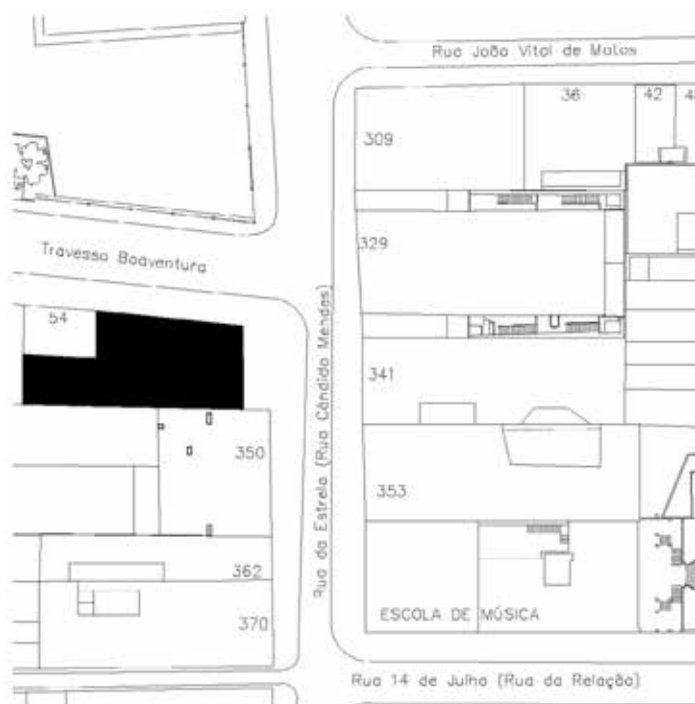 Rua João Vital de Matos
36
42
309
329
Travessa Boaventura
54
Rua da Estrela (Rua Cândido Mendes)
341
350
353
362
370
ESCOLA DE MÚSICA
Rua 14 de Julho (Rua da Relação)